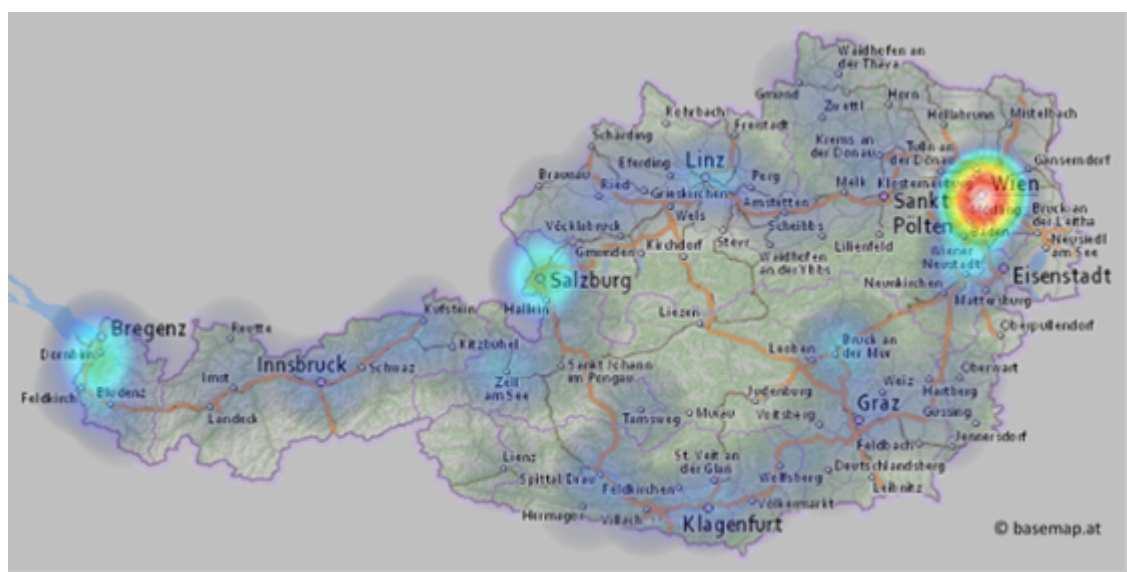 Waidhofen an
der Thaya
Gmünd
Horn
Zwettl
Hollabrunn
Mistelbach
Rohrbach
Freistadt
Krems an
der Donau
Tulln an
der Donau
Gänserndorf
Schärding
Eferding
Linz
Perg
Melk
Wien
Braunau
Ried
Grieskirchen
Amstetten
Sankt
Pölten
Bruck an
der Leitha
Wels
Baden
Vöcklabruck
Steyr
Scheibbs
Lilienfeld
Neusiedl
am See
Gmunden
Kirchdorf
Waidhofen
an der Ybbs
Wiener
Neustadt
Eisenstadt
Salzburg
Neunkirchen
Mattersburg
Hallein
Liezen
Oberpullendorf
Kufstein
Bregenz
Reutte
Kitzbühel
Bruck an
der Mur
Dornbirn
Innsbruck
Schwaz
Leoben
Sankt Johann
im Pongau
Imst
Zell
am See
Weiz
Oberwart
Feldkirch
Bludenz
Judenburg
Hartberg
Landeck
Tamsweg
Murau
Voitsberg
Graz
Güssing
Jennersdorf
Feldbach
Lienz
St. Veit an
der Glan
Wolfsberg
Deutschlandsberg
Spittal/Drau
Feldkirchen
Leibnitz
Hermagor
Villach
Völkermarkt
Klagenfurt
© basemap.at